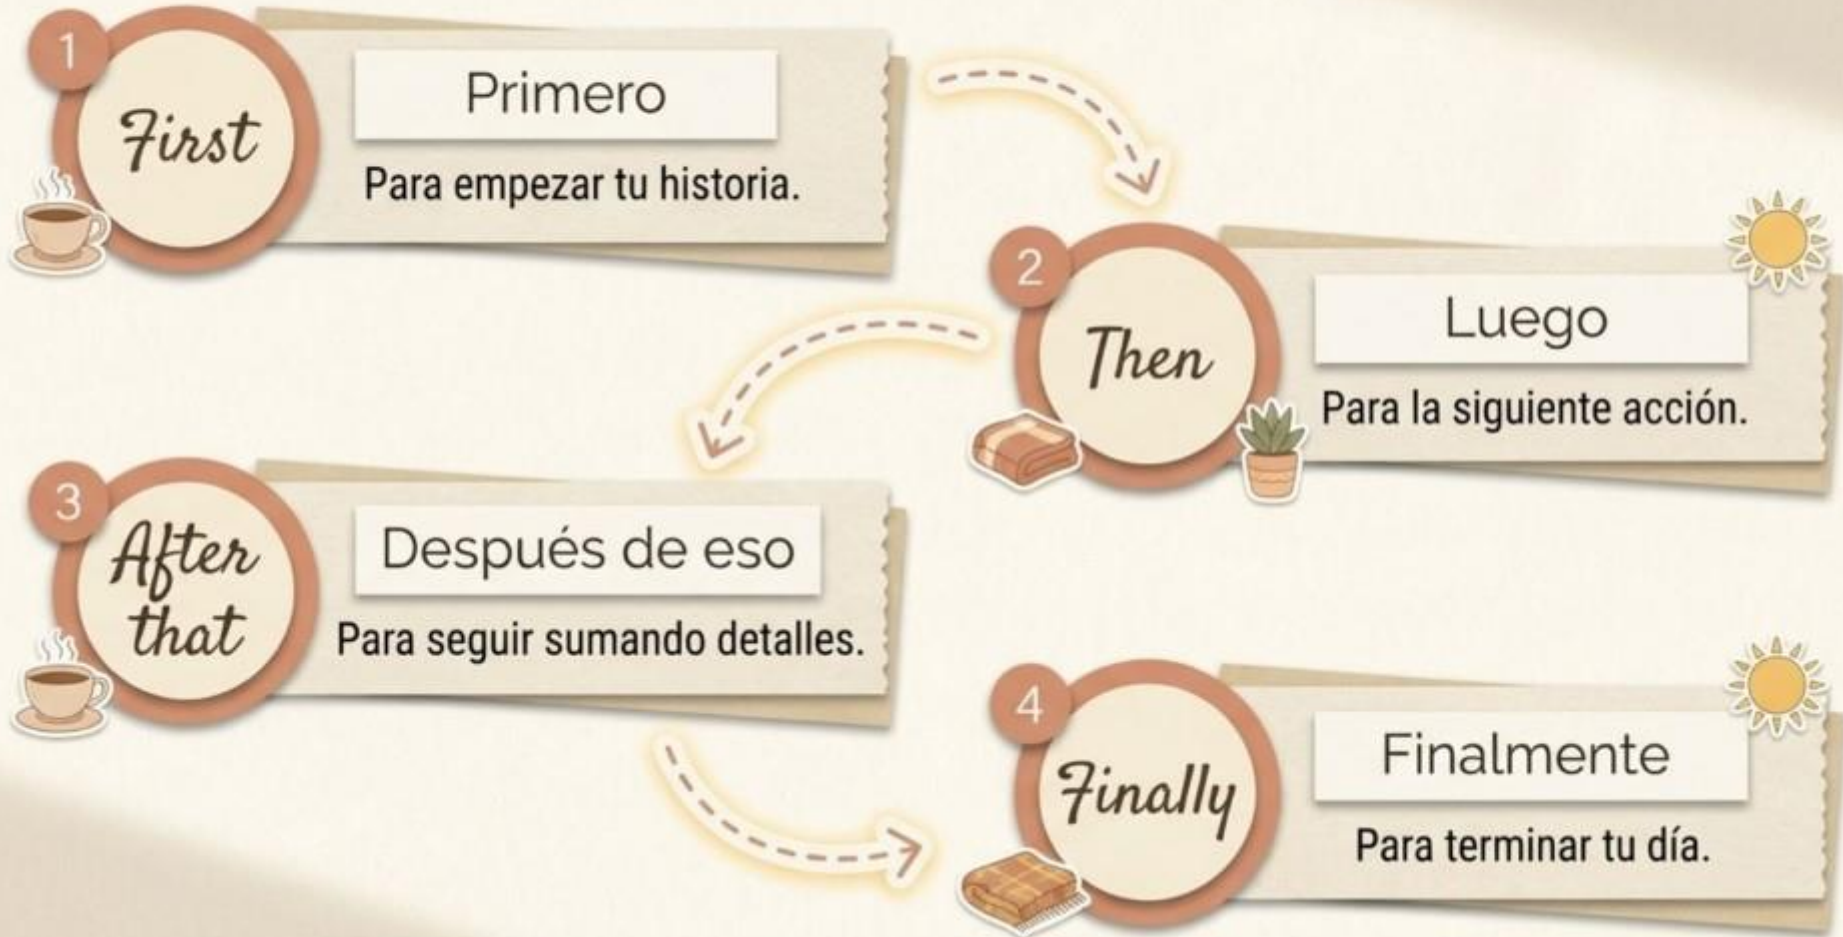 1
First
Primero
Para empezar tu historia.
2
Then
Luego
Para la siguiente acción.
3
After
that
Después de eso
Para seguir sumando detalles.
4
Finally
Finalmente
Para terminar tu día.